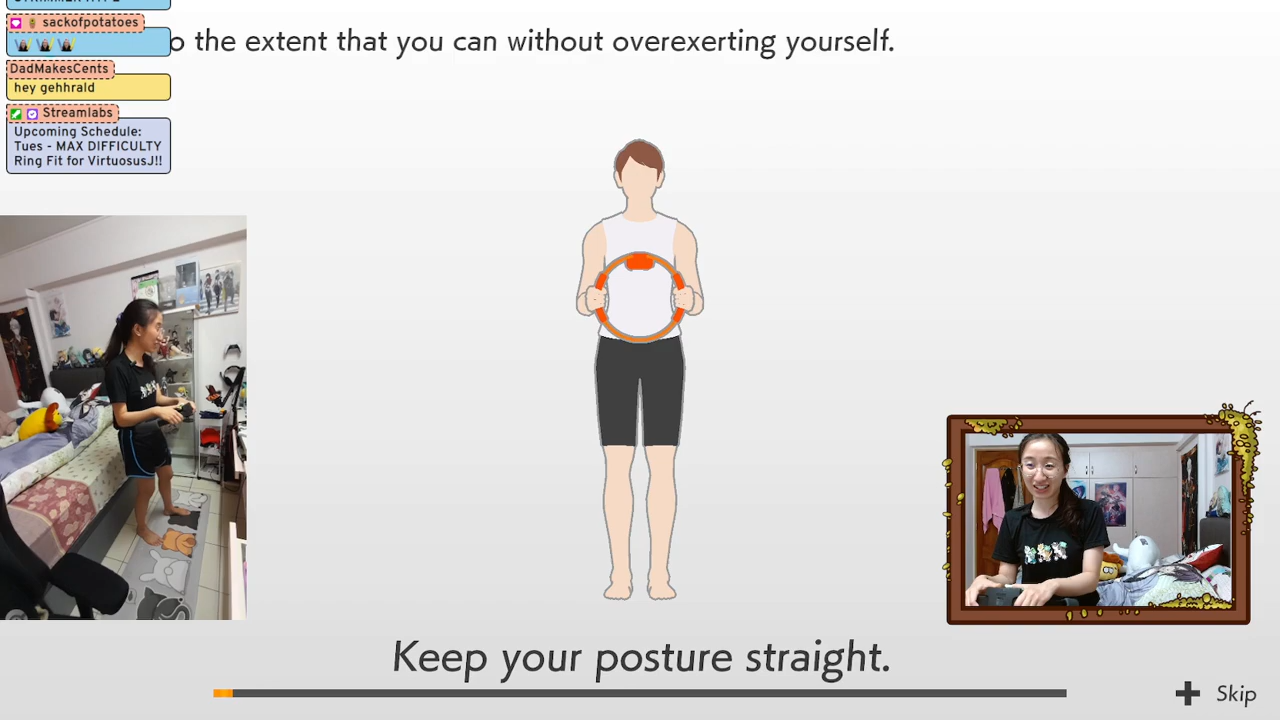 sackofpotatoes
o the extent that you can without overexerting yourself.
DadMakesCents
hey gehhrald
Streamlabs
Upcoming Schedule:
Tues - MAX DIFFICULTY
Ring Fit for VirtuosusJ!!
Keep your posture straight.
Skip